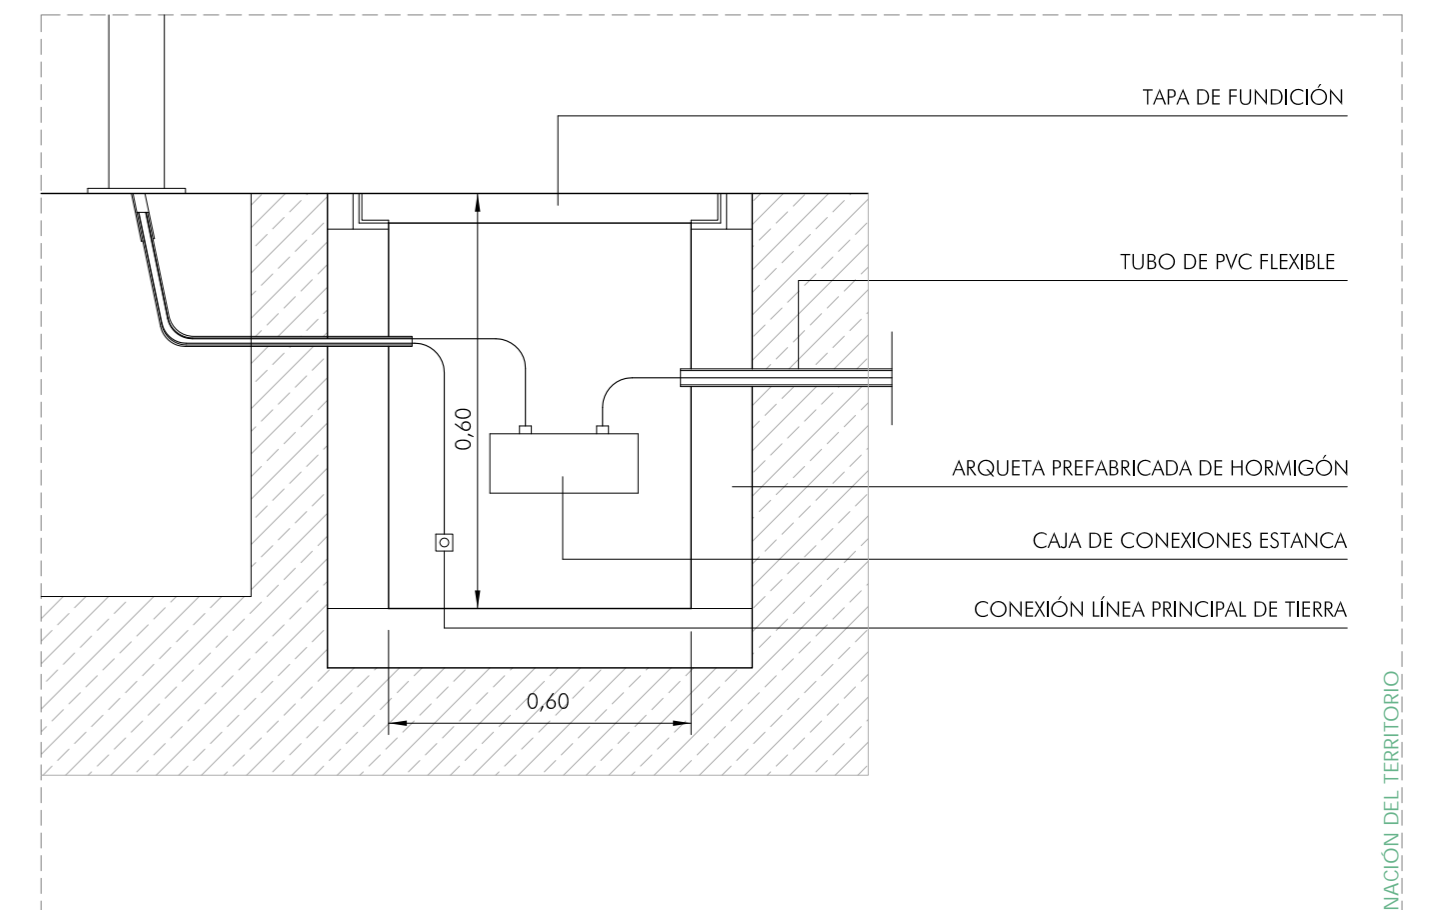 TAPA DE FUNDICIÓN
TUBO DE PVC FLEXIBLE
0,60
ARQUETA PREFABRICADA DE HORMIGÓN
CAJA DE CONEXIONES ESTANCA
CONEXIÓN LÍNEA PRINCIPAL DE TIERRA
0,60
NACIÓN DEL TERRITORIO